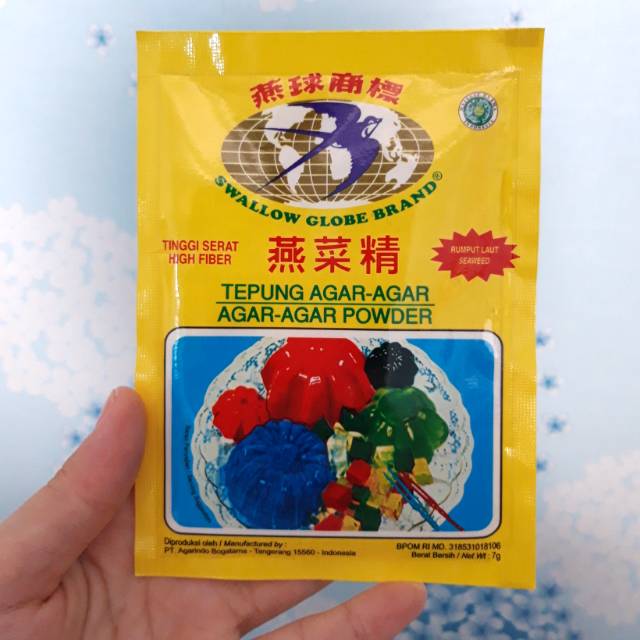 燕球商標
SWALLOW GLOBE BRAND®
TINGGI SERAT
HIGH FIBER
燕菜精
RUMPUT LAUT
SEAWEED
TEPUNG AGAR-AGAR
AGAR-AGAR POWDER
Diproduksi oleh / Manufactured by :
PT. Agarindo Bogatama - Tangerang 15560 - Indonesia
BPOM RI MD. 318531018106
Berat Bersih / Net Wt : 7g